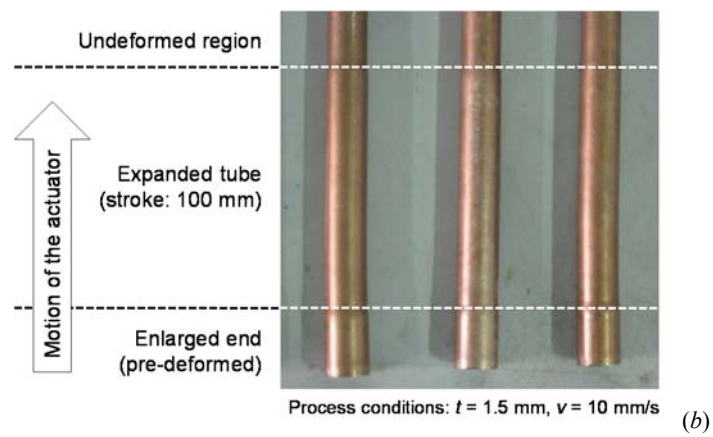 Undeformed region
Motion of the actuator
Expanded tube
(stroke: 100 mm)
Enlarged end
(pre-deformed)
Process conditions: t = 1.5 mm, v = 10 mm/s
(b)